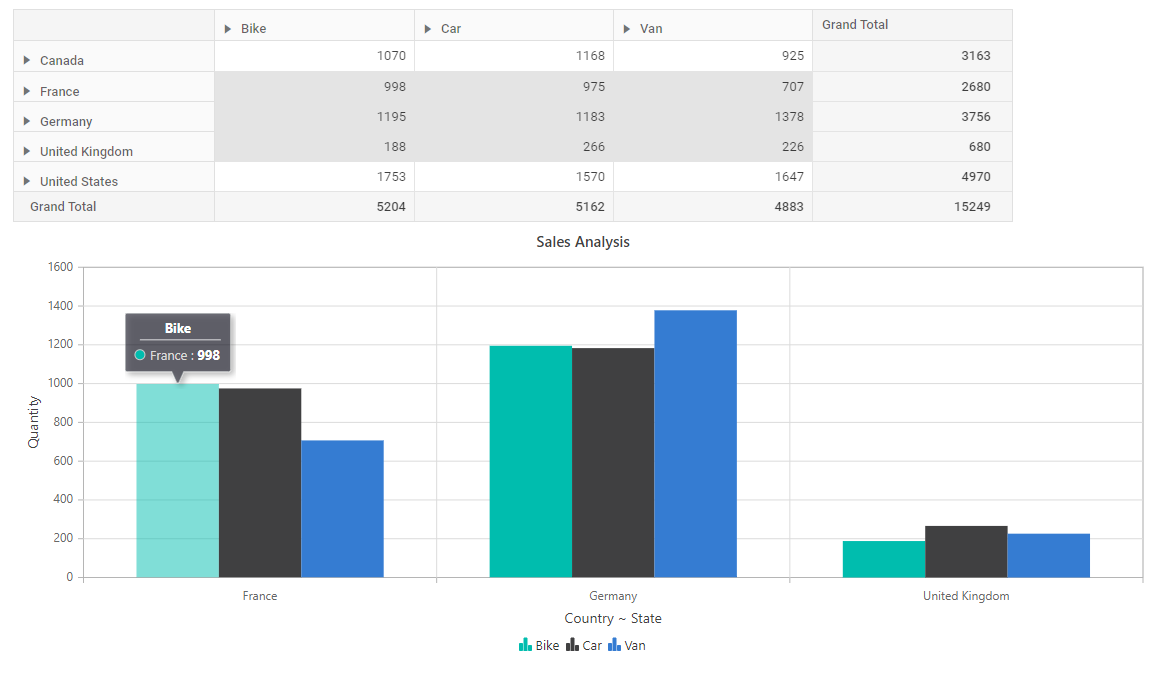 Bike Car Van Grand Total
Canada 1070 1168 925 3163
France 998 975 707 2680
Germany 1195 1183 1378 3756
United Kingdom 188 266 226 680
United States 1753 1570 1647 4970
Grand Total 5204 5162 4883 15249
Sales Analysis
1600
1400
1200
1000
800
600
400
200
0
Quantity
Bike
France : 998
France Germany United Kingdom
Country ~ State
Bike Car Van